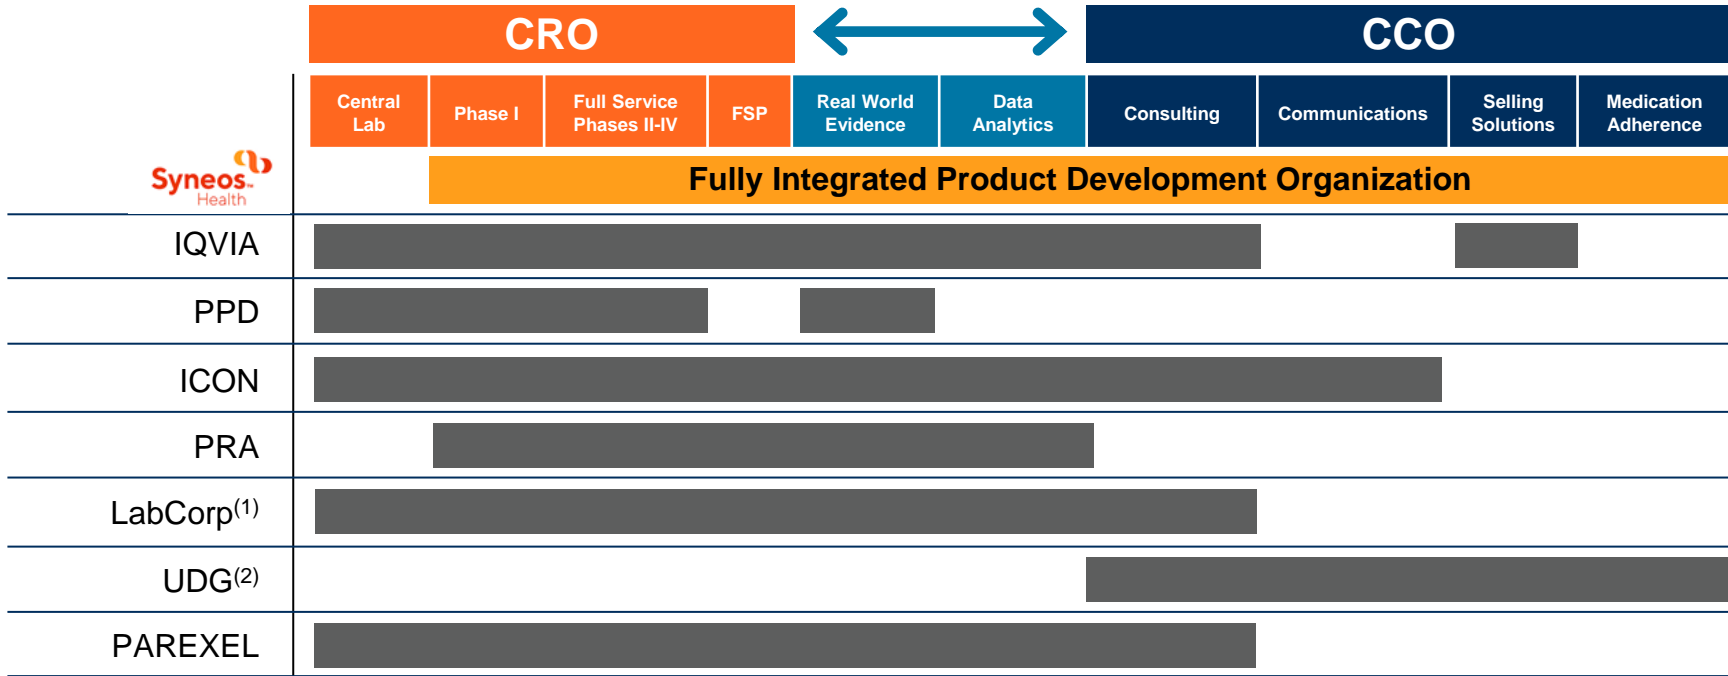 CRO
CCO
Central
Lab
Phase I
Full Service
Phases II-IV
FSP
Real World
Evidence
Data
Analytics
Consulting
Communications
Selling
Solutions
Medication
Adherence
Syneos™
Health
Fully Integrated Product Development Organization
IQVIA
PPD
ICON
PRA
LabCorp(1)
UDG(2)
PAREXEL